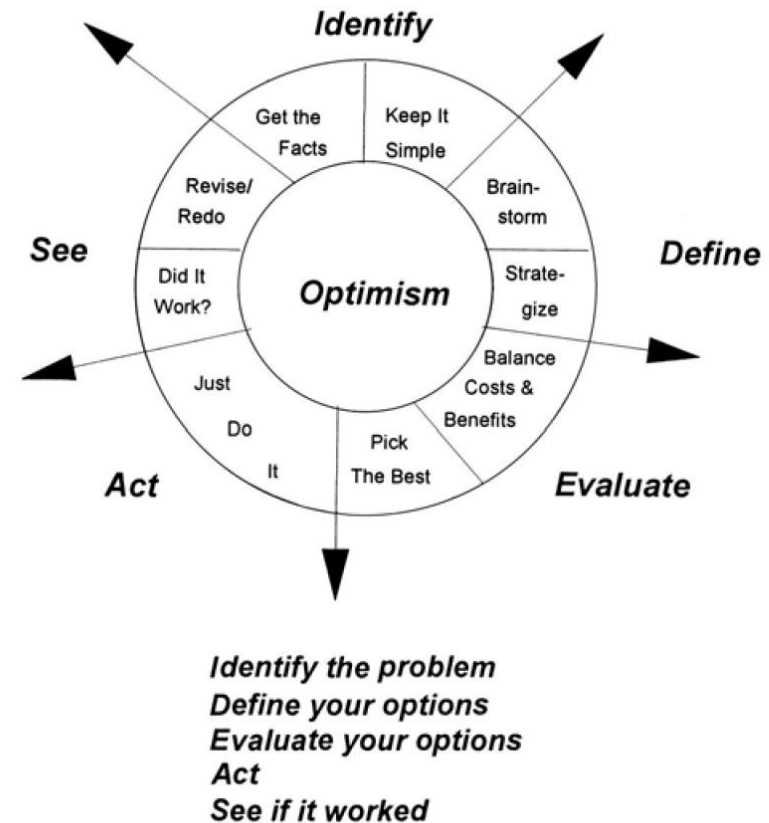 Identify
Get the
Facts
Keep It
Simple
Revise/
Redo
Brain-
storm
See
Define
Did It
Work?
Optimism
Strate-
gize
Balance
Costs &
Benefits
Just
Do
It
Pick
The Best
Act
Evaluate
Identify the problem
Define your options
Evaluate your options
Act
See if it worked